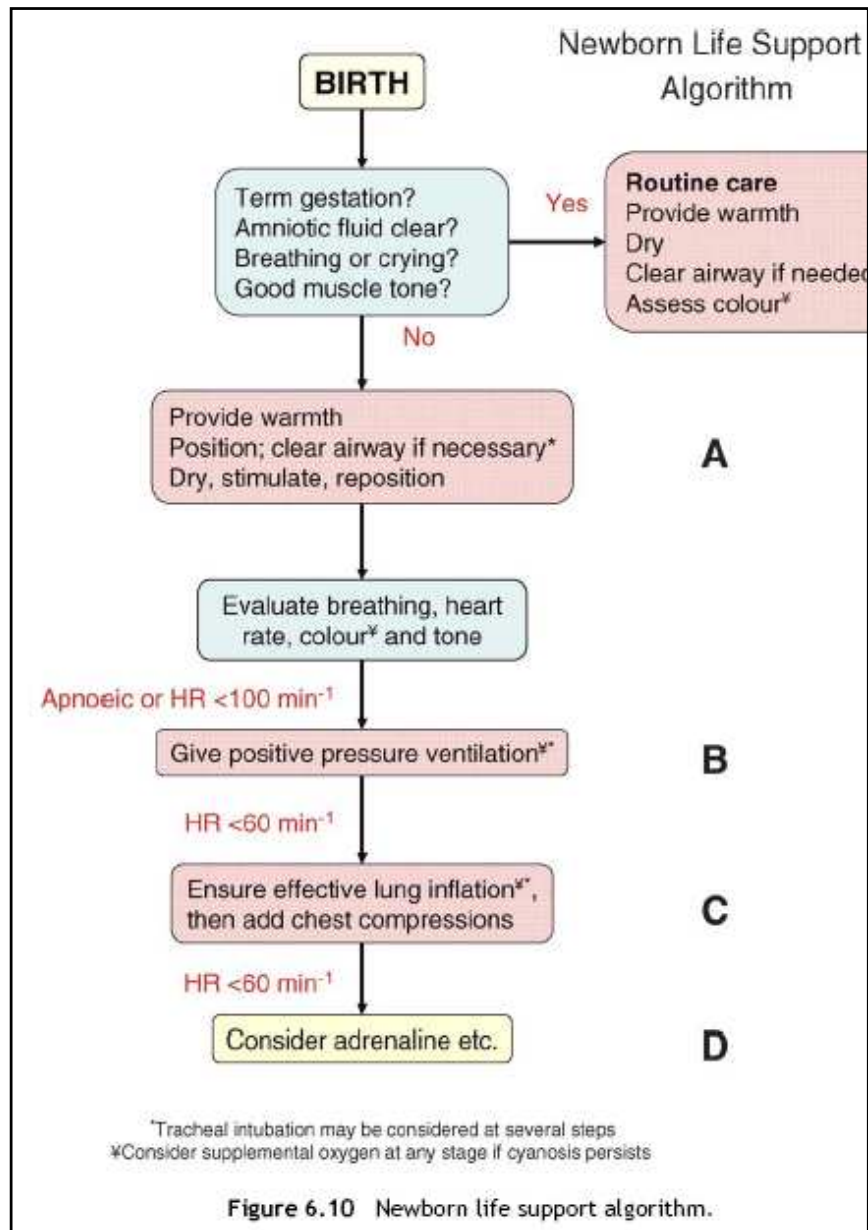 Newborn Life Support
Algorithm
BIRTH
Term gestation?
Amniotic fluid clear?
Breathing or crying?
Good muscle tone?
Yes
Routine care
Provide warmth
Dry
Clear airway if needed
Assess colour¥
No
Provide warmth
Position; clear airway if necessary*
Dry, stimulate, reposition
A
Evaluate breathing, heart
rate, colour¥ and tone
Apnoeic or HR <100 min⁻¹
Give positive pressure ventilation¥*
B
HR <60 min⁻¹
Ensure effective lung inflation¥*,
then add chest compressions
C
HR <60 min⁻¹
Consider adrenaline etc.
D
*Tracheal intubation may be considered at several steps
¥Consider supplemental oxygen at any stage if cyanosis persists
Figure 6.10 Newborn life support algorithm.